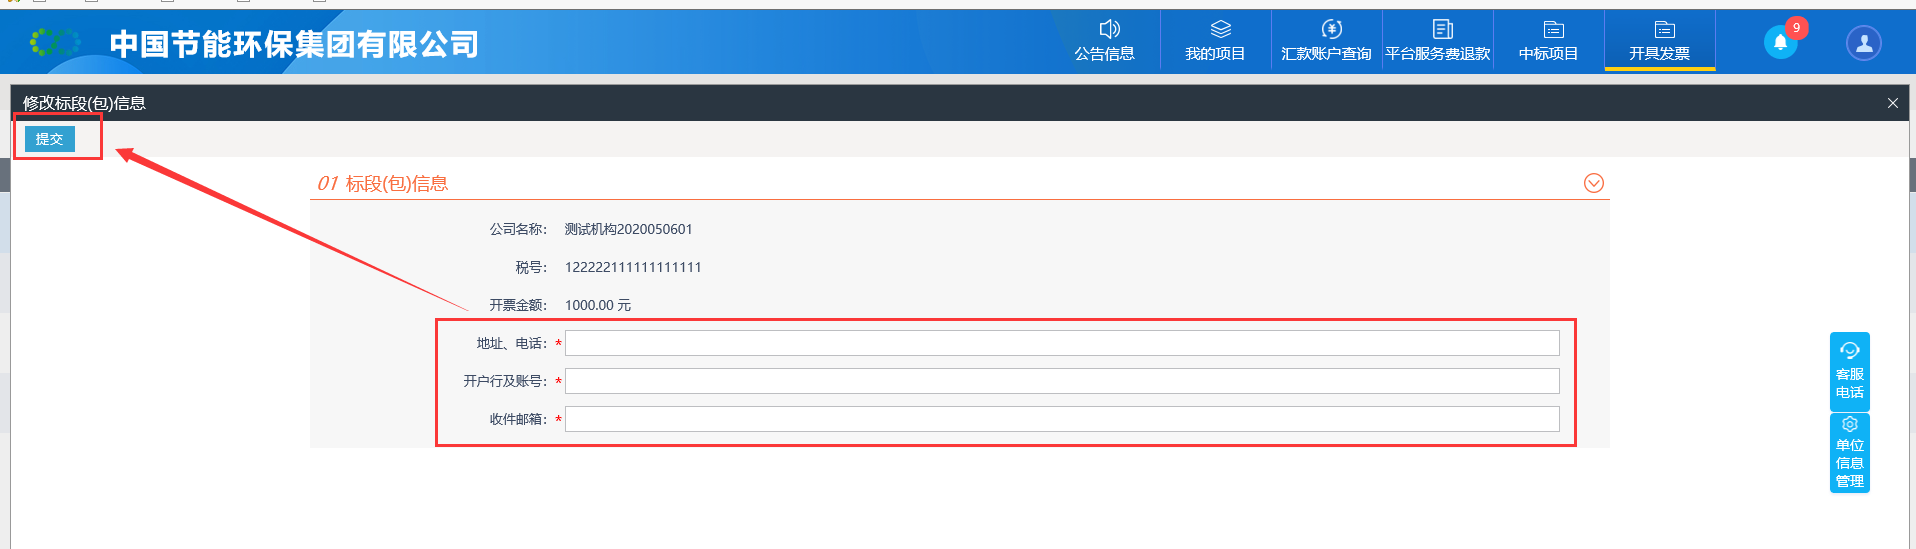 中国节能环保集团有限公司
公告信息
我的项目
汇款账户查询
平台服务费退款
中标项目
开具发票
9
修改标段(包)信息
提交
01 标段(包)信息
公司名称： 测试机构2020050601
税号： 122222111111111111
开票金额： 1000.00 元
地址、电话： *
开户行及账号： *
收件邮箱： *
客服
电话
单位
信息
管理